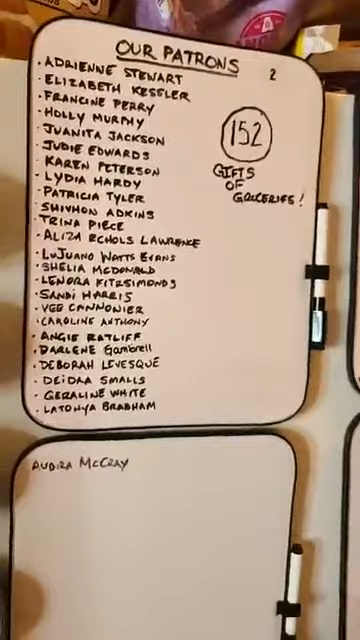 OUR PATRONS 2
· ADRIENNE STEWART
· ELIZABETH KESSLER
· FRANCINE PERRY
· HOLLY MURPHY
· JUANITA JACKSON
· JUDIE EDWARDS
· KAREN PETERSON
· LYDIA HARDY
· PATRICIA TYLER
· SHIVHON ADKINS
· TRINA PIECE
· ALIZA ECHOLS LAWRENCE
· LUJUANO WATTS EVANS
· SHELIA MCDONALD
· LENORA FITZSIMONDS
· SANDI HARRIS
· VEE CANNONIER
· CAROLINE ANTHONY
· ANGIE RATLIFF
· DARLENE Gambrell
· DEBORAH LEVESQUE
· DEIDRA SMALLS
· GERALINE WHITE
· LATONYA BRABHAM
152
GIFTS
OF
GROCERIES!
AUDIRA MCCRAY